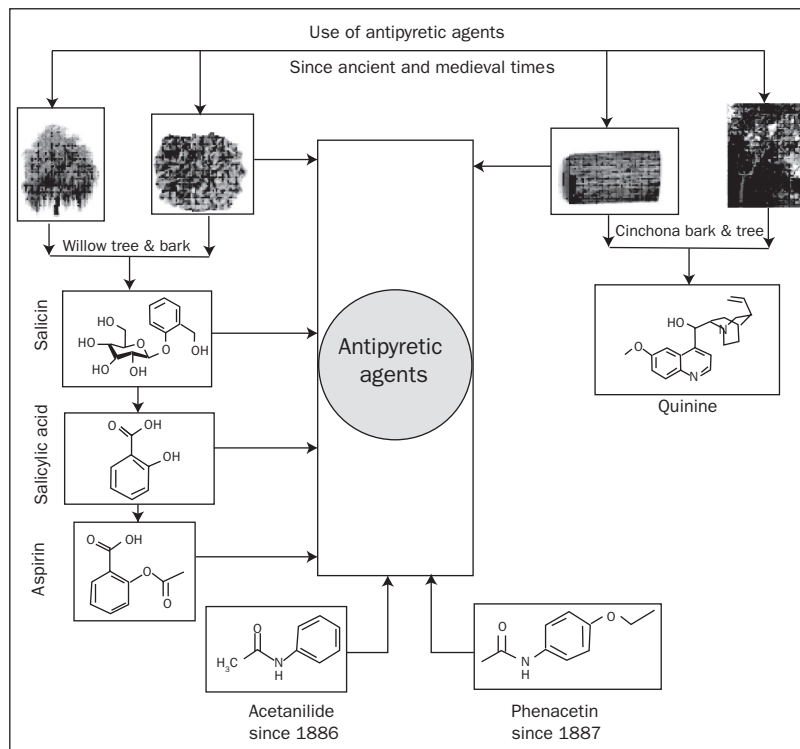 Use of antipyretic agents
Since ancient and medieval times
Willow tree & bark
Cinchona bark & tree
Salicin
HO
HO
HO
HO
OH
O
O
OH
Antipyretic
agents
HO
N
O
N
Quinine
Salicylic acid
O
OH
OH
Aspirin
O
OH
O
O
O
H₃C
N
H
O
N
H
O
Acetanilide
since 1886
Phenacetin
since 1887